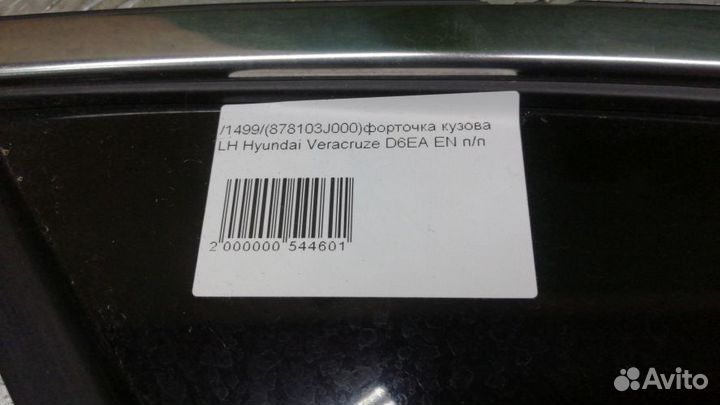 /1499/(878103J000)форточка кузова
LH Hyundai Veracruze D6EA EN п/п
2 000000 544601
Avito